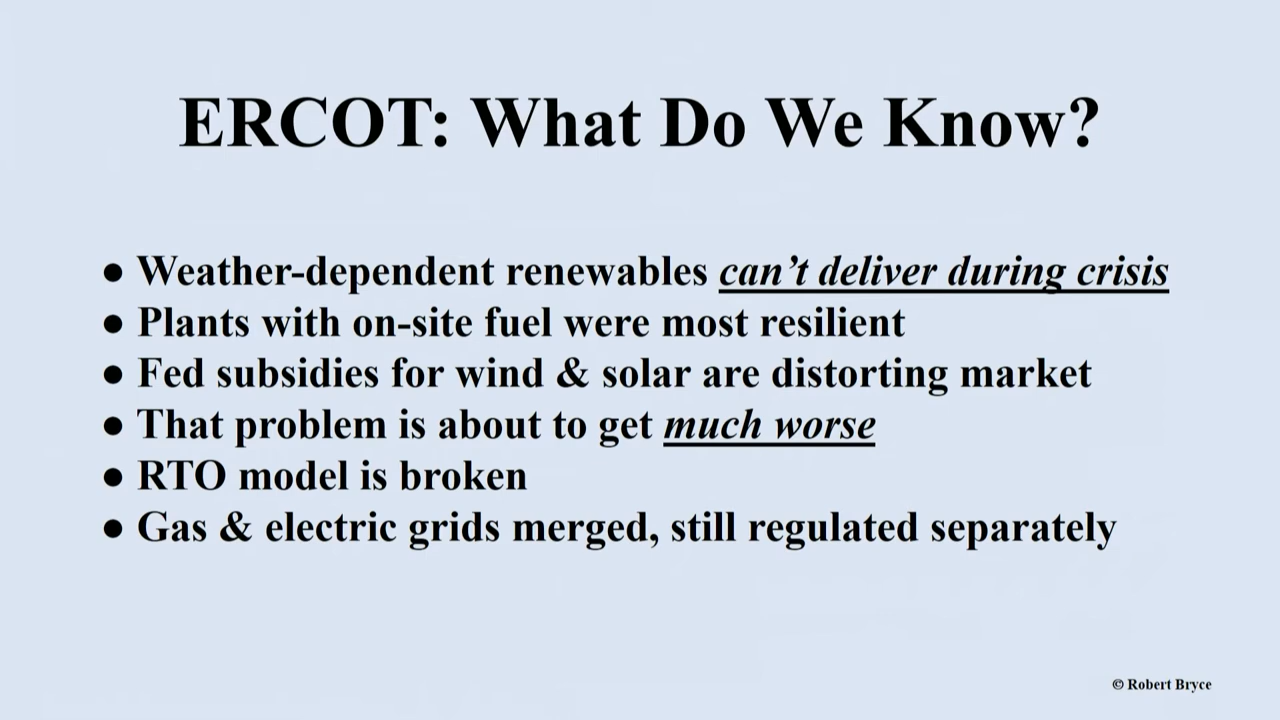 ERCOT: What Do We Know?
● Weather-dependent renewables can’t deliver during crisis
● Plants with on-site fuel were most resilient
● Fed subsidies for wind & solar are distorting market
● That problem is about to get much worse
● RTO model is broken
● Gas & electric grids merged, still regulated separately
© Robert Bryce